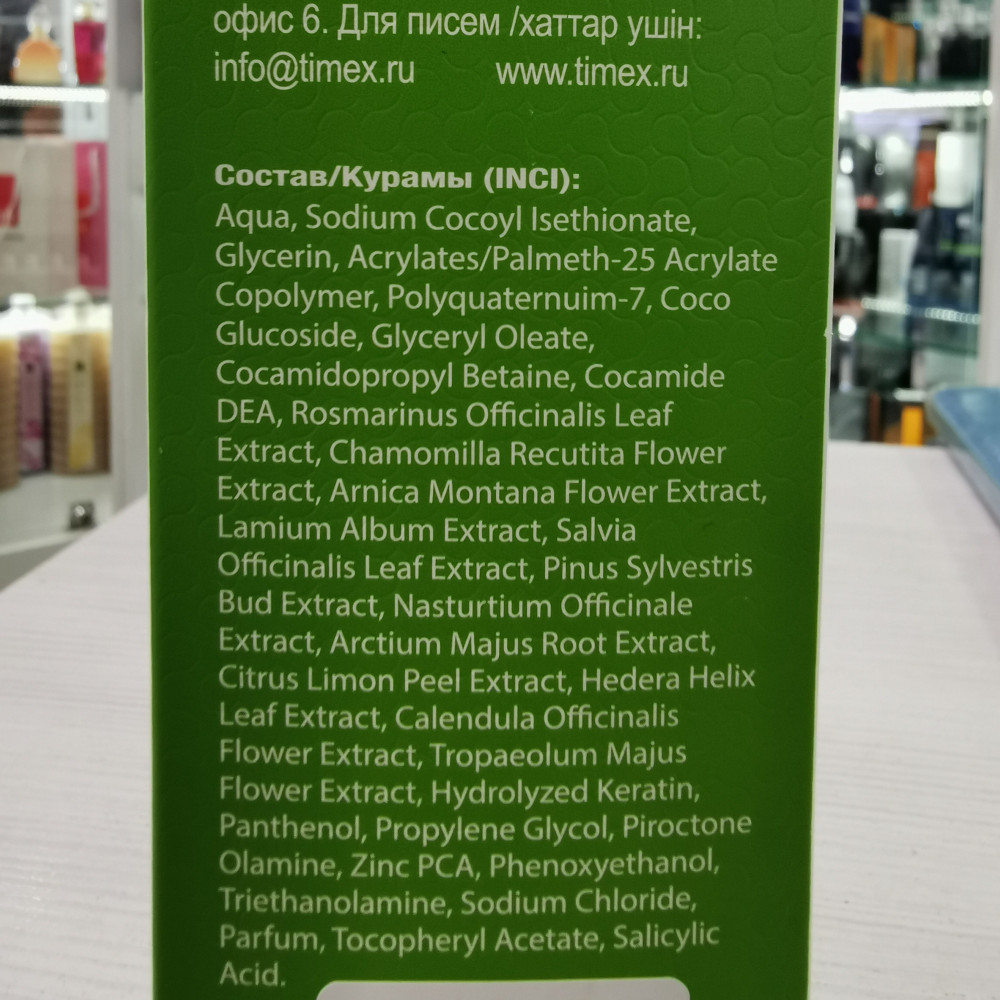 офис 6. Для писем /хаттар ушін:
info@timex.ru www.timex.ru
Состав/Курамы (INCI):
Aqua, Sodium Cocoyl Isethionate,
Glycerin, Acrylates/Palmeth-25 Acrylate
Copolymer, Polyquaternuim-7, Coco
Glucoside, Glyceryl Oleate,
Cocamidopropyl Betaine, Cocamide
DEA, Rosmarinus Officinalis Leaf
Extract, Chamomilla Recutita Flower
Extract, Arnica Montana Flower Extract,
Lamium Album Extract, Salvia
Officinalis Leaf Extract, Pinus Sylvestris
Bud Extract, Nasturtium Officinale
Extract, Arctium Majus Root Extract,
Citrus Limon Peel Extract, Hedera Helix
Leaf Extract, Calendula Officinalis
Flower Extract, Tropaeolum Majus
Flower Extract, Hydrolyzed Keratin,
Panthenol, Propylene Glycol, Piroctone
Olamine, Zinc PCA, Phenoxyethanol,
Triethanolamine, Sodium Chloride,
Parfum, Tocopheryl Acetate, Salicylic
Acid.